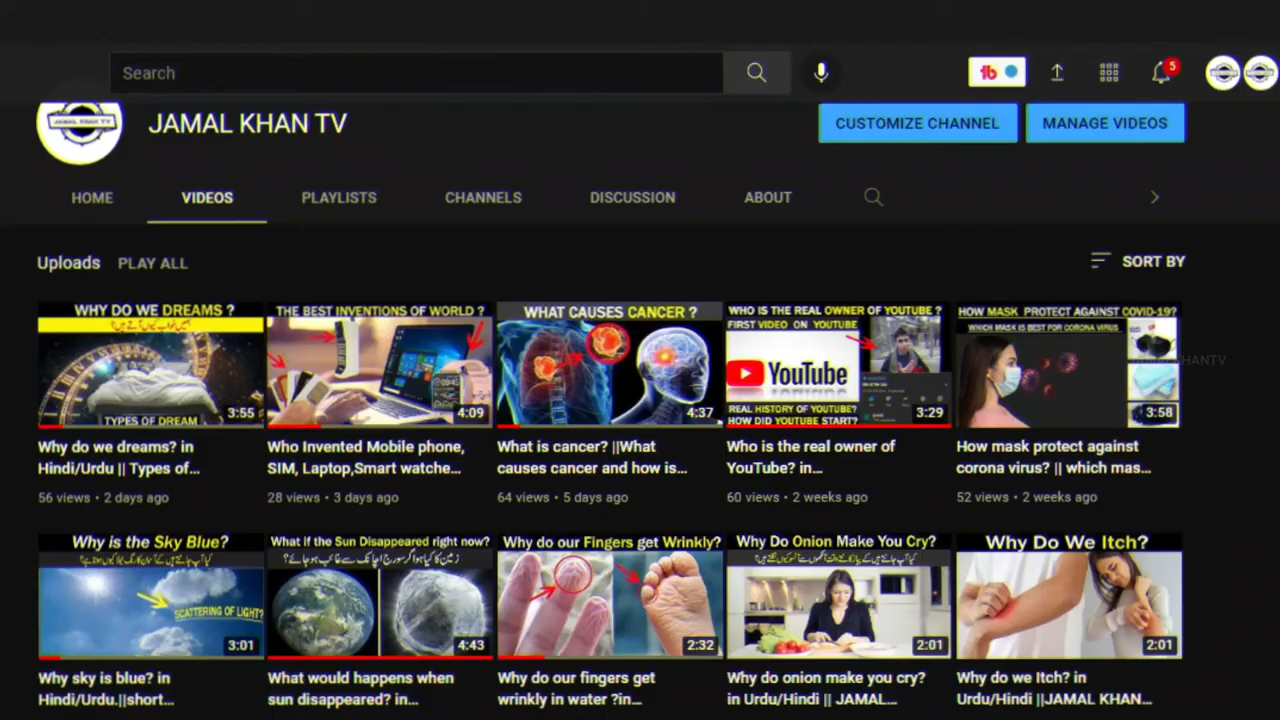 Search
5
JAMAL KHAN TV
JAMAL KHAN TV
CUSTOMIZE CHANNEL
MANAGE VIDEOS
HOME
VIDEOS
PLAYLISTS
CHANNELS
DISCUSSION
ABOUT
Uploads
PLAY ALL
SORT BY
WHY DO WE DREAMS ?
ہمیں خواب کیوں آتے ہیں؟
TYPES OF DREAM
3:55
Why do we dreams? in
Hindi/Urdu || Types of...
56 views • 2 days ago
THE BEST INVENTIONS OF WORLD ?
4:09
Who Invented Mobile phone,
SIM, Laptop,Smart watche...
28 views • 3 days ago
WHAT CAUSES CANCER ?
4:37
What is cancer? ||What
causes cancer and how is...
64 views • 5 days ago
WHO IS THE REAL OWNER OF YOUTUBE ?
FIRST VIDEO ON YOUTUBE
YouTube
REAL HISTORY OF YOUTUBE?
HOW DID YOUTUBE START?
3:29
Who is the real owner of
YouTube? in...
60 views • 2 weeks ago
HOW MASK PROTECT AGAINST COVID-19?
WHICH MASK IS BEST FOR CORONA VIRUS
3:58
How mask protect against
corona virus? || which mas...
52 views • 2 weeks ago
Why is the Sky Blue?
SCATTERING OF LIGHT?
3:01
Why sky is blue? in
Hindi/Urdu.||short...
What if the Sun Disappeared right now?
زمین کا کیا ہوا گر سورج اچانک سے غائب ہو جائے؟
4:43
What would happens when
sun disappeared? in...
Why do our Fingers get Wrinkly?
2:32
Why do our fingers get
wrinkly in water ?in...
Why Do Onion Make You Cry?
2:01
Why do onion make you cry?
in Urdu/Hindi || JAMAL...
Why Do We Itch?
2:01
Why do we Itch? in
Urdu/Hindi ||JAMAL KHAN...